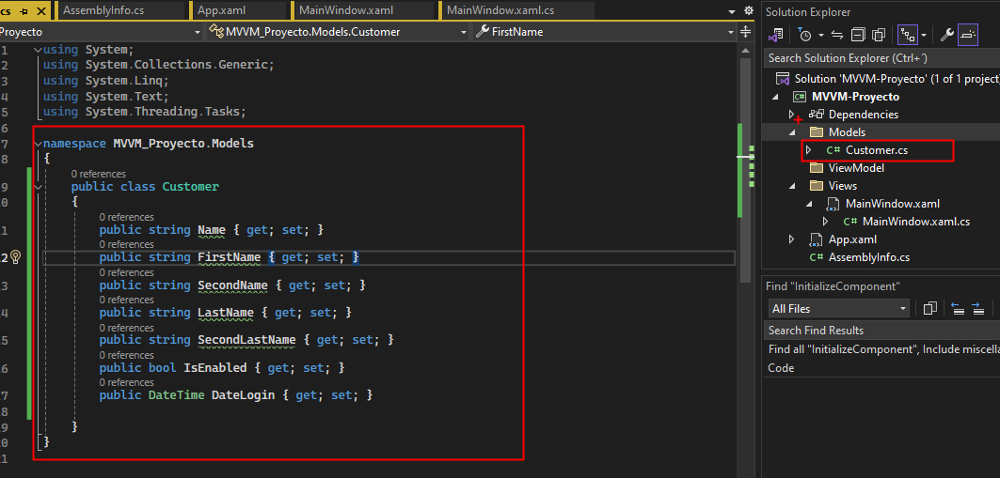 cs
AssemblyInfo.cs
App.xaml
MainWindow.xaml
MainWindow.xaml.cs
Proyecto
MVVM_Proyecto.Models.Customer
FirstName
1 using System;
2 using System.Collections.Generic;
3 using System.Linq;
4 using System.Text;
5 using System.Threading.Tasks;
6
7 namespace MVVM_Proyecto.Models
8 {
0 references
9 public class Customer
0 {
0 references
1 public string Name { get; set; }
0 references
2 public string FirstName { get; set; }
0 references
3 public string SecondName { get; set; }
0 references
4 public string LastName { get; set; }
0 references
5 public string SecondLastName { get; set; }
0 references
6 public bool IsEnabled { get; set; }
0 references
7 public DateTime DateLogin { get; set; }
8
9 }
0 }
1
Solution Explorer
Search Solution Explorer (Ctrl+´)
Solution 'MVVM-Proyecto' (1 of 1 project)
C# MVVM-Proyecto
Dependencies
Models
C# Customer.cs
ViewModel
Views
MainWindow.xaml
C# MainWindow.xaml.cs
App.xaml
C# AssemblyInfo.cs
Find "InitializeComponent"
All Files
Search Find Results
Find all "InitializeComponent", Include miscella
Code